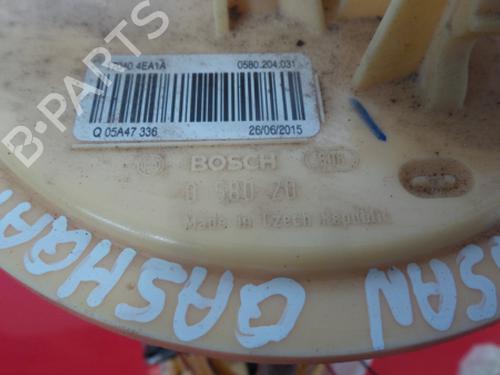 4EA1A 0580.204.031
Q 05A47 336 26/06/2015
BOSCH
0 580 20
Made in Czech Republic
QASHQAI
B-PARTS